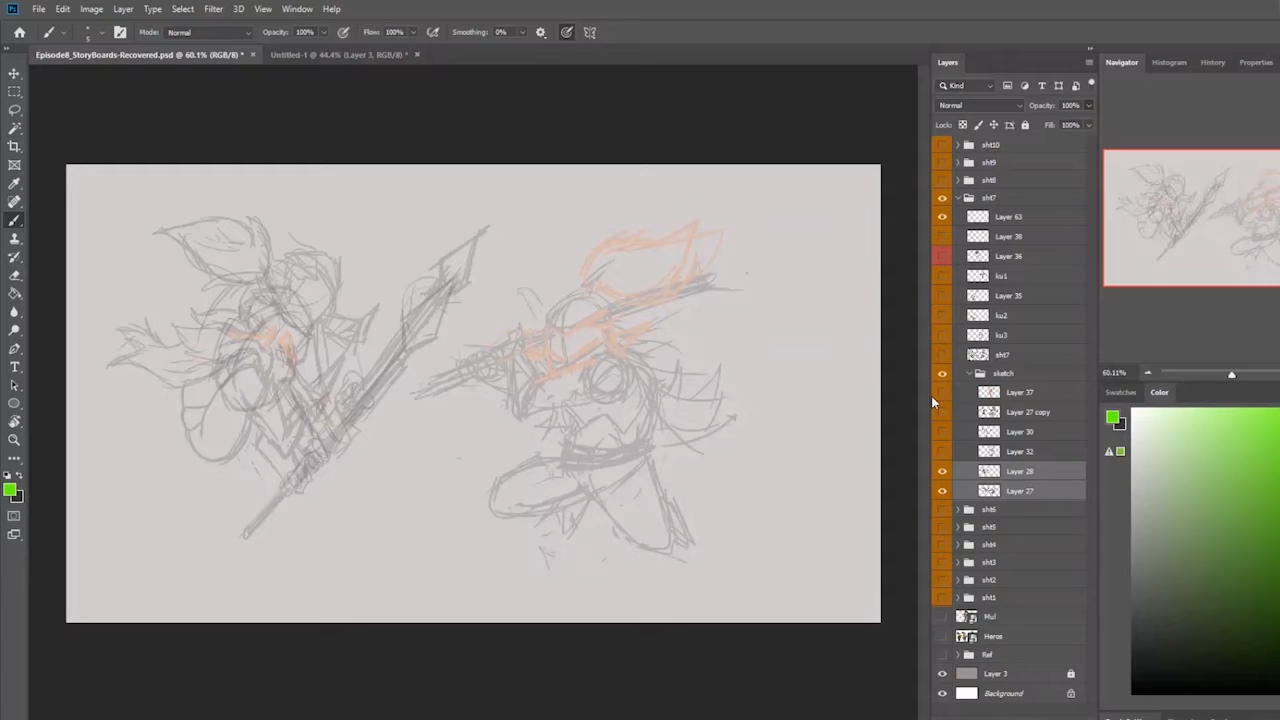 Ps File Edit Image Layer Type Select Filter 3D View Window Help
5 Mode: Normal Opacity: 100% Flow: 100% Smoothing: 0%
Episode8_StoryBoards-Recovered.psd @ 60.1% (RGB/8) * × Untitled-1 @ 44.4% (Layer 3, RGB/8) * ×
Layers
Kind
Normal Opacity: 100%
Lock: Fill: 100%
sht10
sht9
sht8
sht7
Layer 63
Layer 38
Layer 36
ku1
Layer 35
ku2
ku3
sht7
sketch
Layer 37
Layer 27 copy
Layer 30
Layer 32
Layer 28
Layer 27
sht6
sht5
sht4
sht3
sht2
sht1
Mul
Heros
Ref
Layer 3
Background
Navigator Histogram History Properties
60.11%
Swatches Color